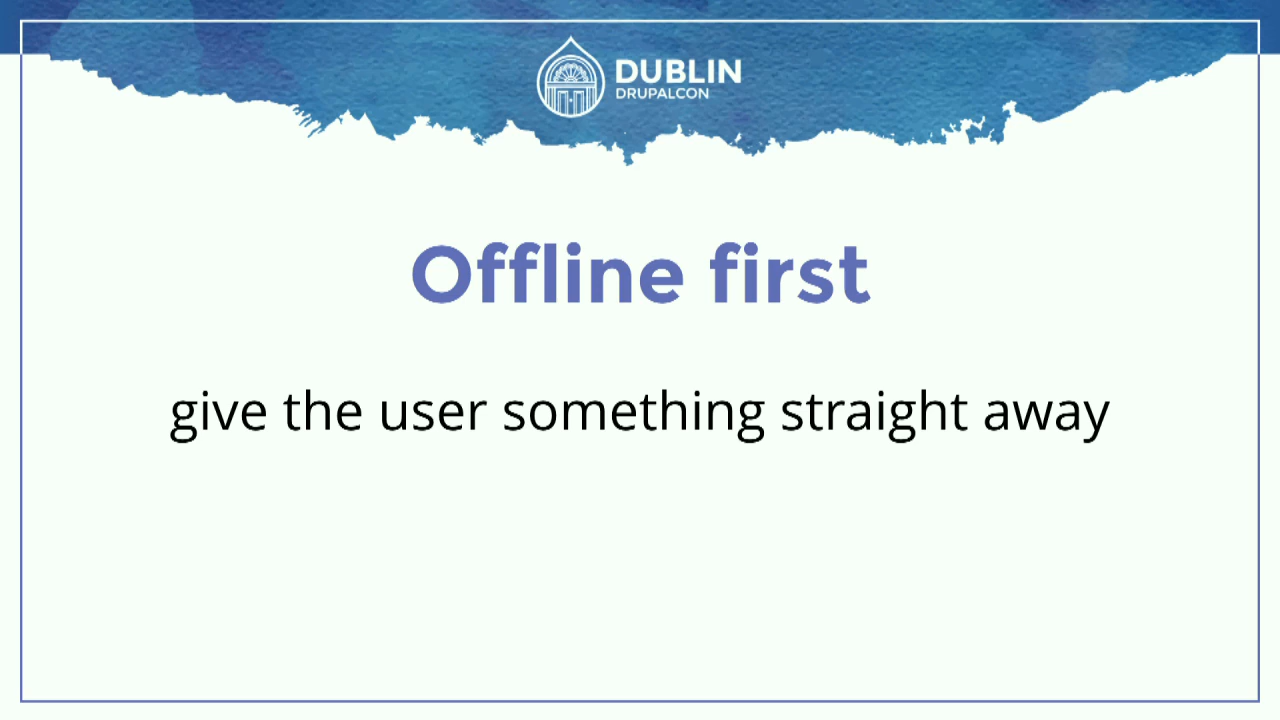 DUBLIN
DRUPALCON
Offline first
give the user something straight away